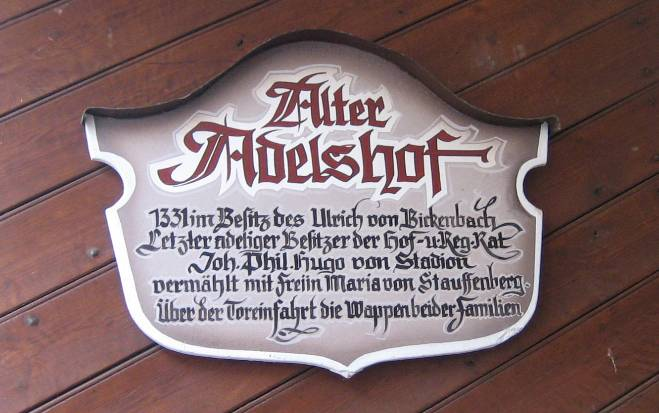 Alter
Adelshof
1331 im Besitz des Ulrich von Bickenbach
Letzter adeliger Besitzer der Hof- u. Reg. Rat
Joh. Phil. Hugo von Stadion
vermählt mit Freiin Maria von Stauffenberg.
Über der Toreinfahrt die Wappen beider Familien